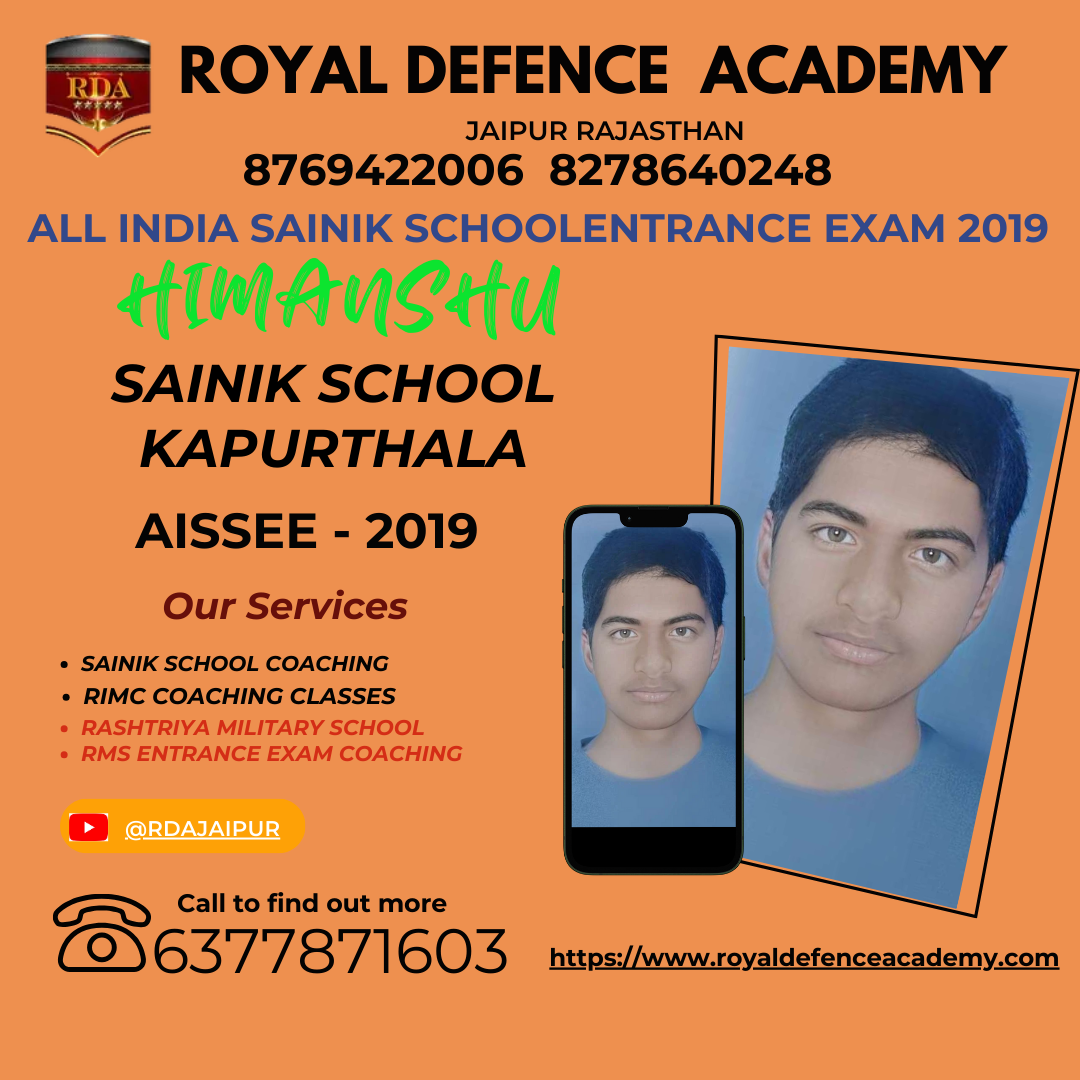 RDA
ROYAL DEFENCE ACADEMY
JAIPUR RAJASTHAN
8769422006 8278640248
ALL INDIA SAINIK SCHOOLENTRANCE EXAM 2019
HIMANSHU
SAINIK SCHOOL
KAPURTHALA
AISSEE - 2019
Our Services
• SAINIK SCHOOL COACHING
• RIMC COACHING CLASSES
• RASHTRIYA MILITARY SCHOOL
• RMS ENTRANCE EXAM COACHING
@RDAJAIPUR
Call to find out more
6377871603
https://www.royaldefenceacademy.com